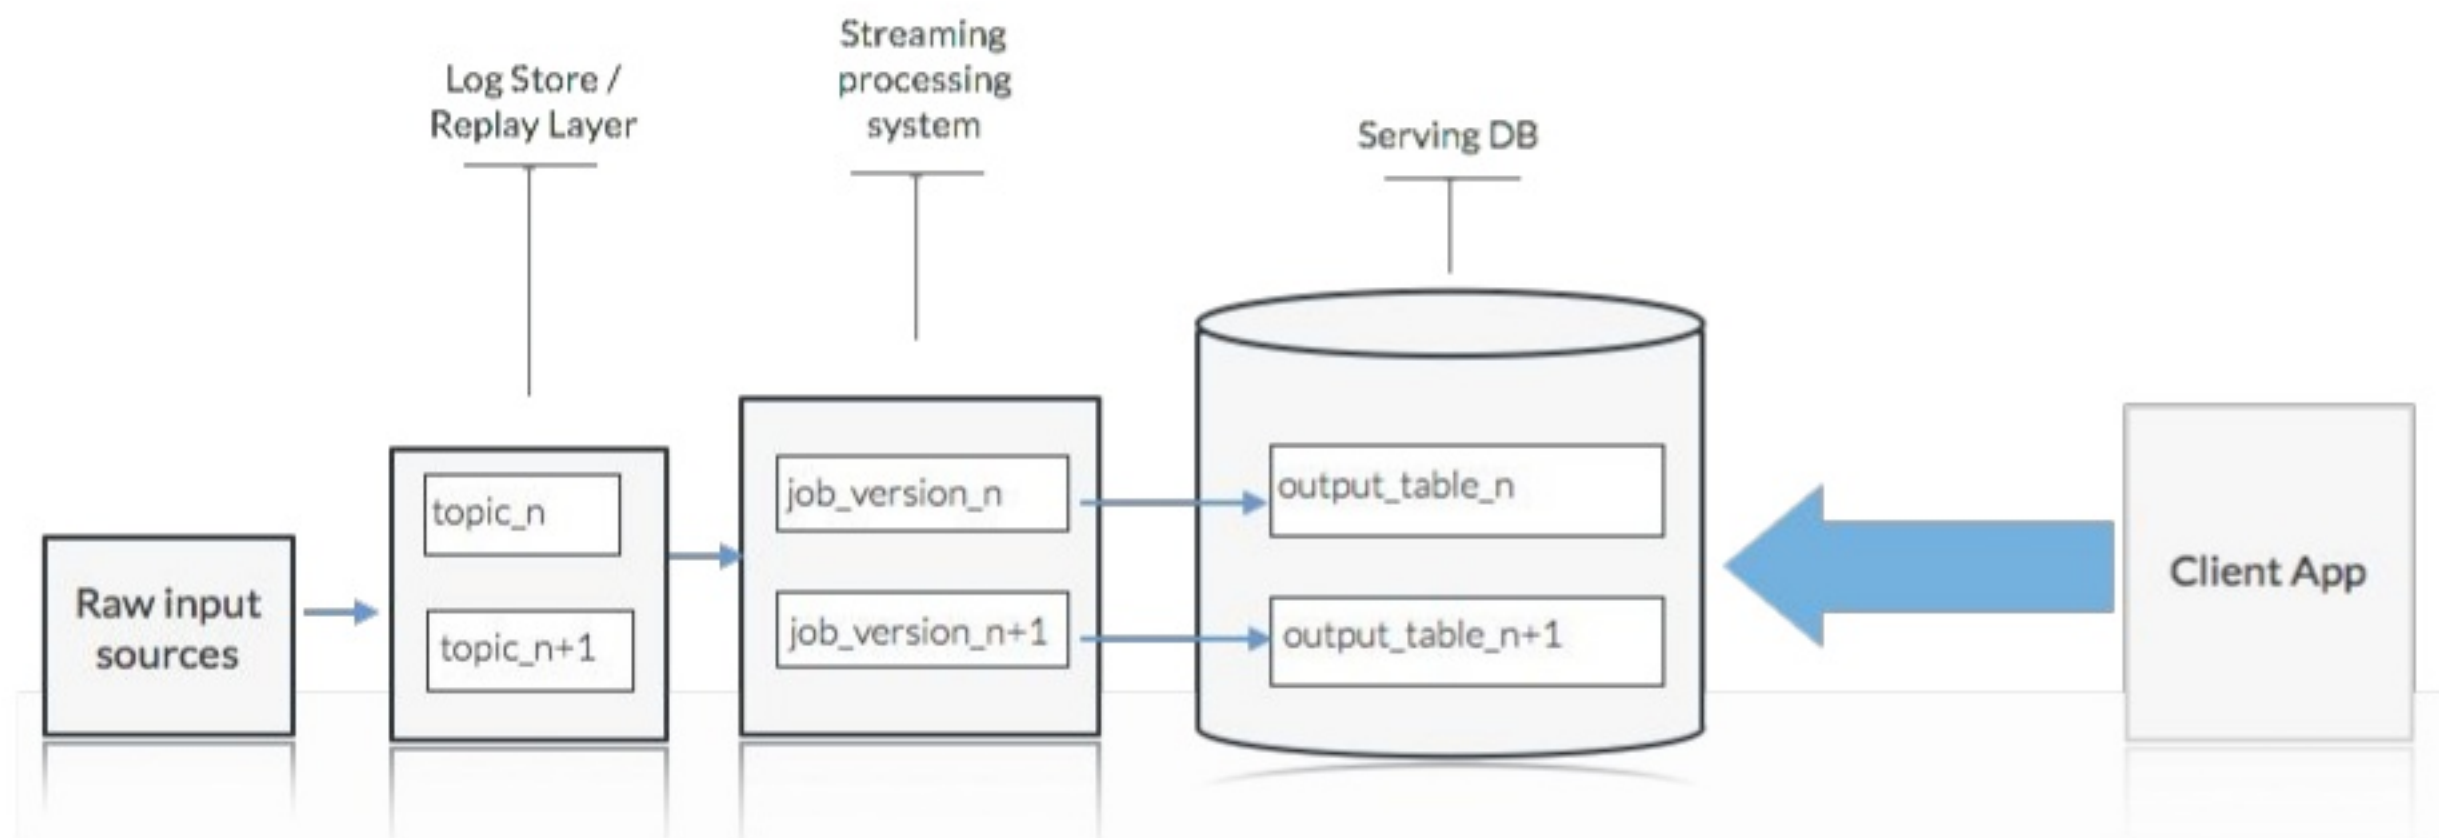 Streaming
processing
system
Log Store /
Replay Layer
Serving DB
topic_n
topic_n+1
job_version_n
job_version_n+1
output_table_n
output_table_n+1
Raw input
sources
Client App